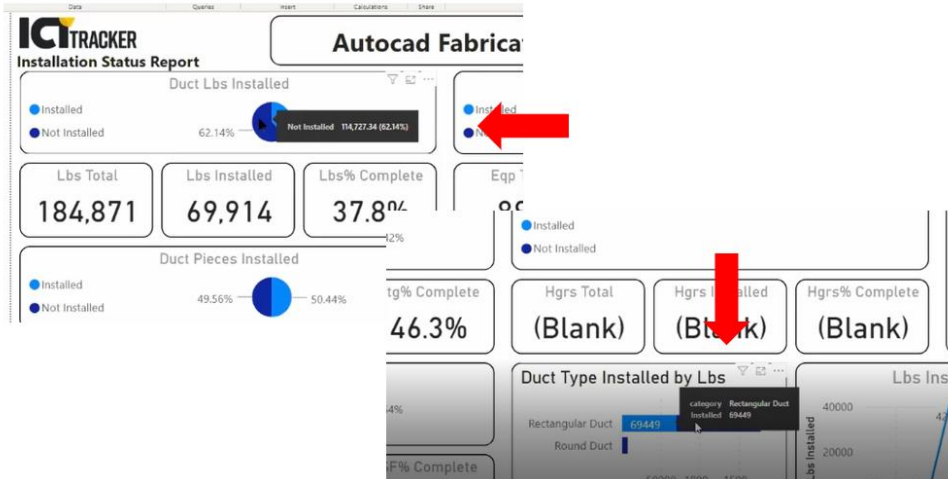 Data Queries Insert Calculations Share
ICT TRACKER
Installation Status Report
Autocad Fabrica
Duct Lbs Installed
Installed
Not Installed
62.14%
Not Installed 114,727.34 (62.14%)
Lbs Total
184,871
Lbs Installed
69,914
Lbs% Complete
37.8%
Eqp
Duct Pieces Installed
Installed
Not Installed
49.56%
50.44%
Installed
Not Installed
tg% Complete
46.3%
Hgrs Total
(Blank)
Hgrs
(Blank)
Hgrs% Complete
(Blank)
Duct Type Installed by Lbs
category Rectangular Duct
Installed 69449
Rectangular Duct 69449
Round Duct
SF% Complete
Lbs Ins
40000
20000
Lbs Installed